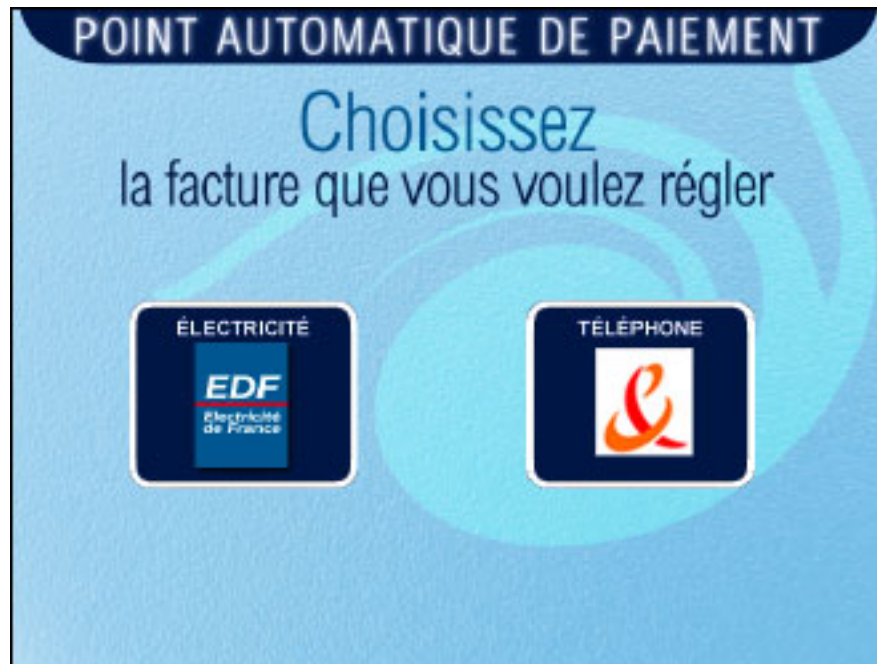 POINT AUTOMATIQUE DE PAIEMENT
Choisissez
la facture que vous voulez régler
ÉLECTRICITÉ
EDF
Electricité
de France
TÉLÉPHONE
&